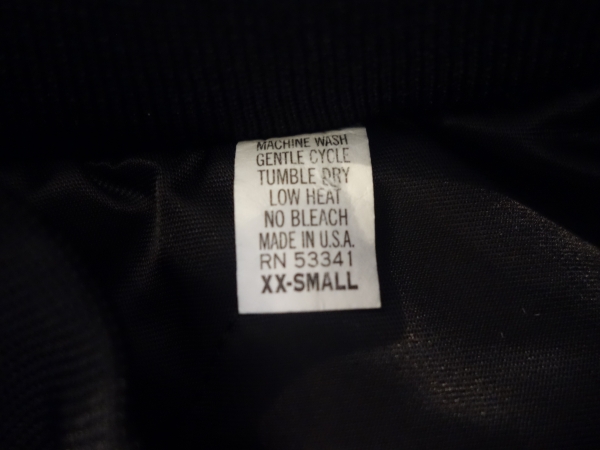 MACHINE WASH
GENTLE CYCLE
TUMBLE DRY
LOW HEAT
NO BLEACH
MADE IN U.S.A.
RN 53341
XX-SMALL